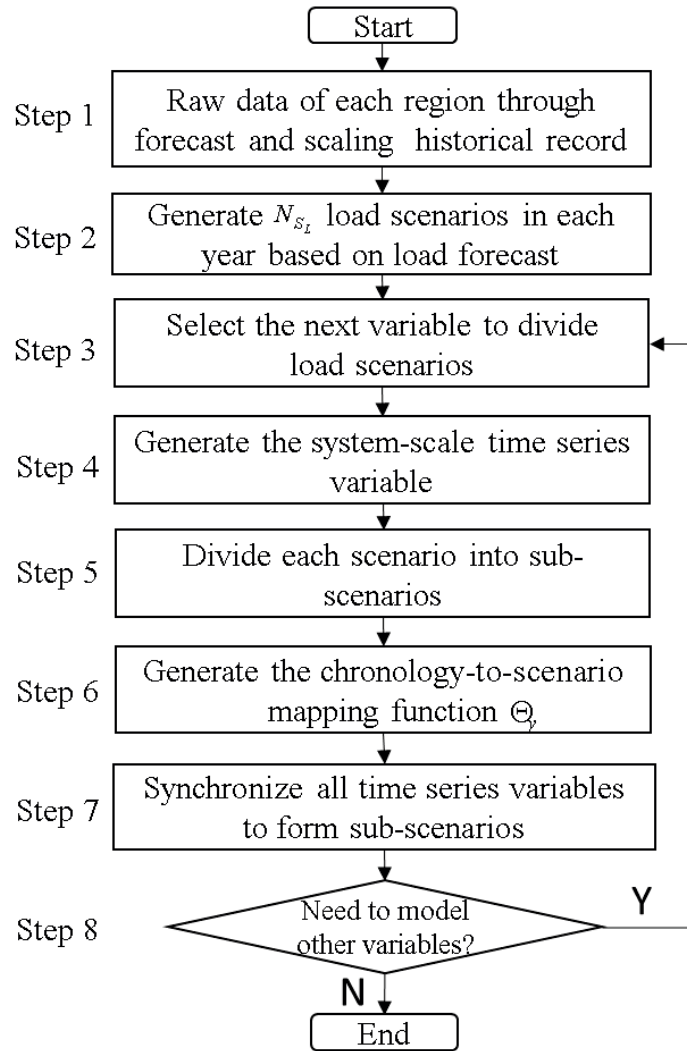 Start
Step 1
Raw data of each region through
forecast and scaling historical record
Step 2
Generate N_{S_L} load scenarios in each
year based on load forecast
Step 3
Select the next variable to divide
load scenarios
Step 4
Generate the system-scale time series
variable
Step 5
Divide each scenario into sub-
scenarios
Step 6
Generate the chronology-to-scenario
mapping function Θ_y
Step 7
Synchronize all time series variables
to form sub-scenarios
Step 8
Need to model
other variables?
Y
N
End